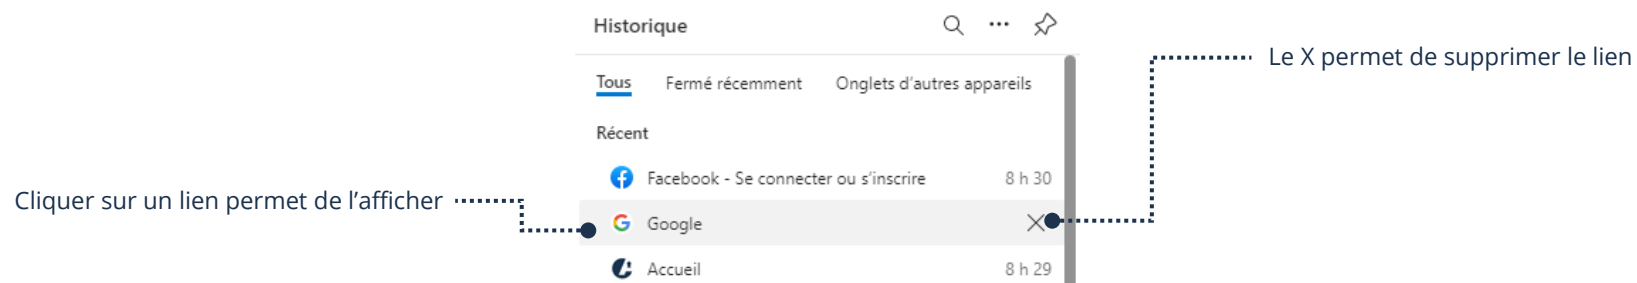 Historique
Le X permet de supprimer le lien
Tous Fermé récemment Onglets d'autres appareils
Récent
Facebook - Se connecter ou s'inscrire 8 h 30
Cliquer sur un lien permet de l'afficher
Google
Accueil 8 h 29